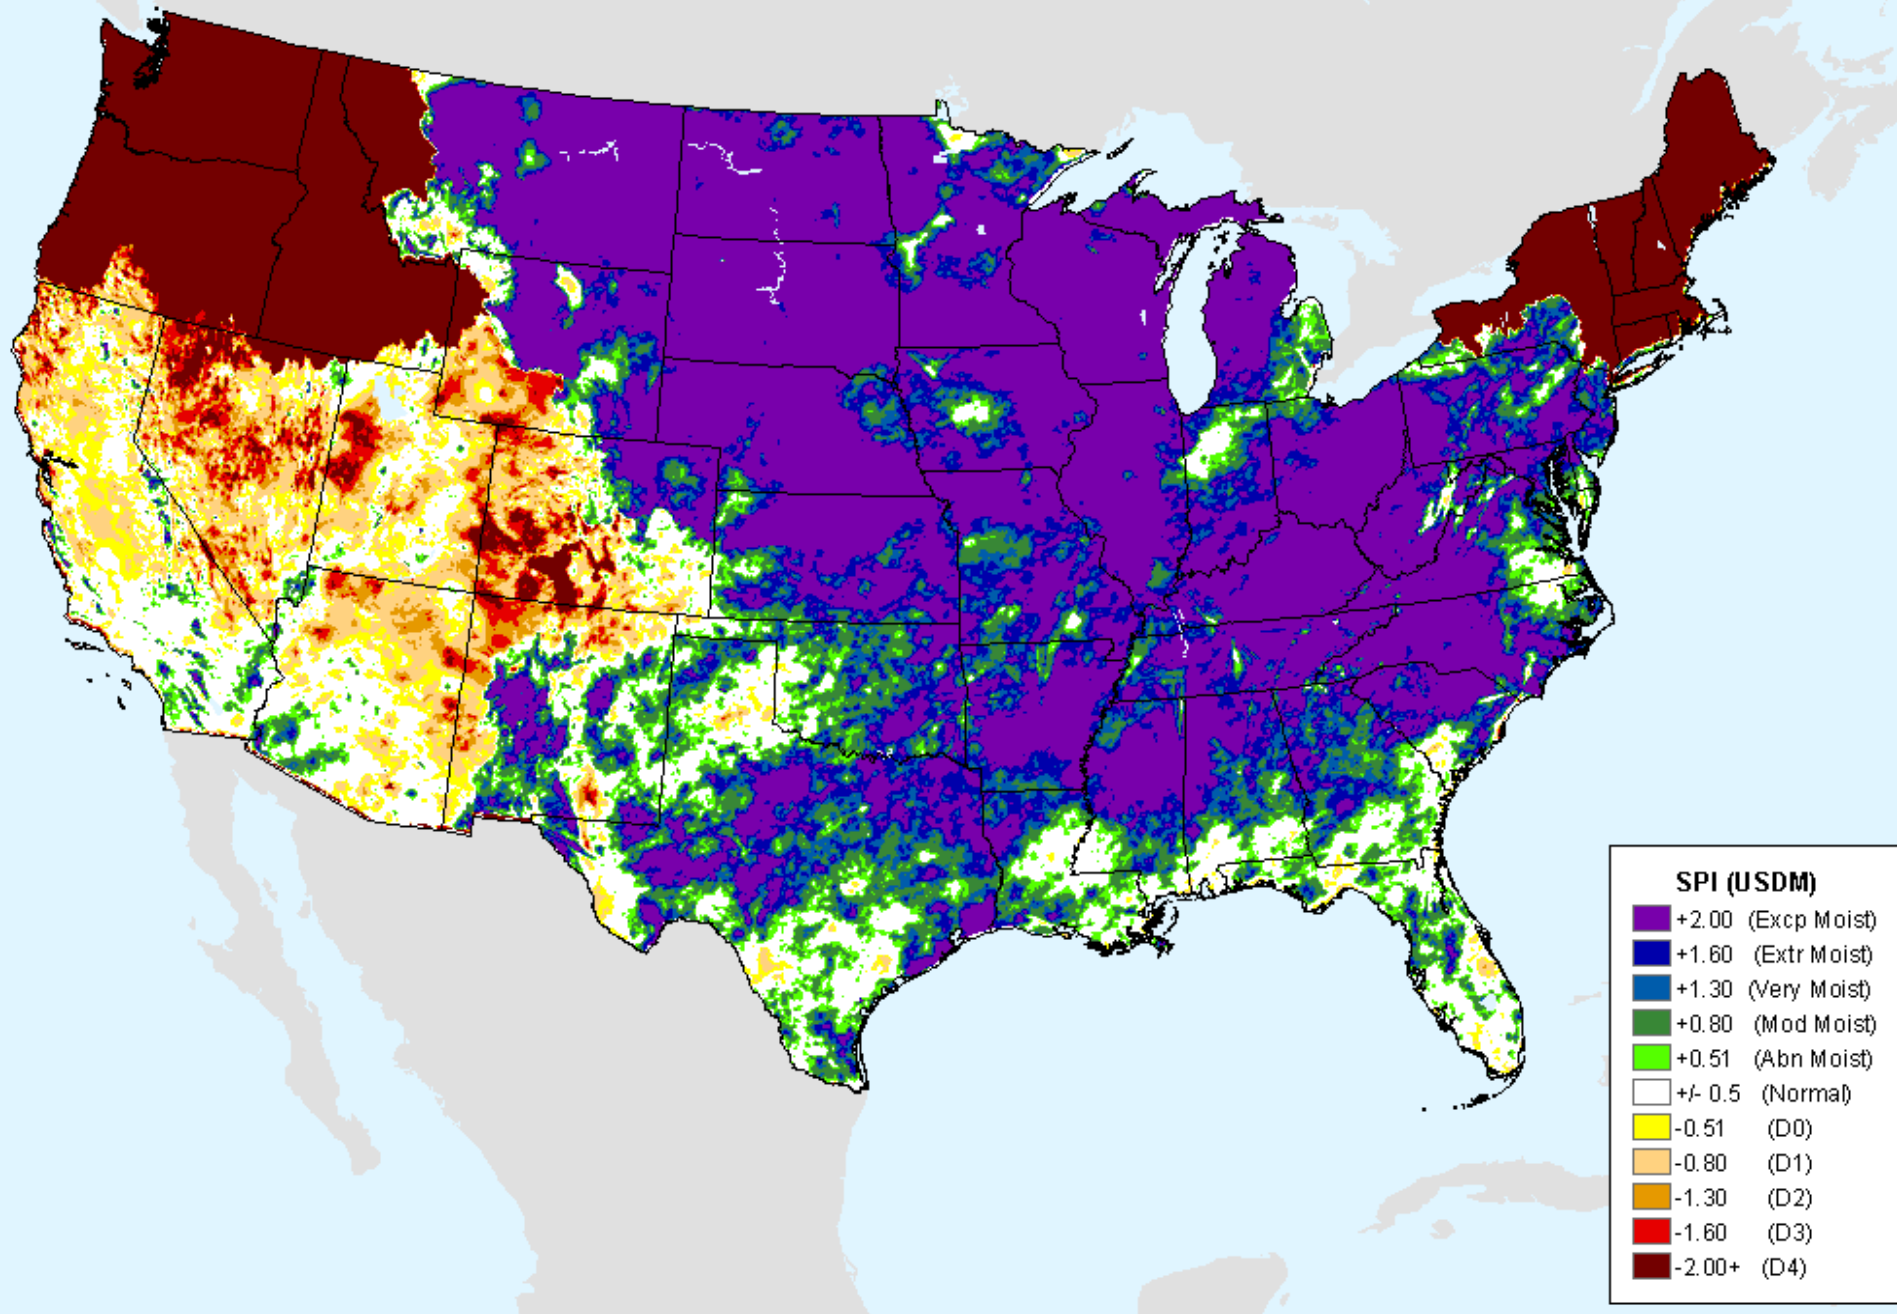 SPI (USDM)
+2.00 (Excp Moist)
+1.60 (Extr Moist)
+1.30 (Very Moist)
+0.80 (Mod Moist)
+0.51 (Abn Moist)
+/- 0.5 (Normal)
-0.51 (D0)
-0.80 (D1)
-1.30 (D2)
-1.60 (D3)
-2.00+ (D4)